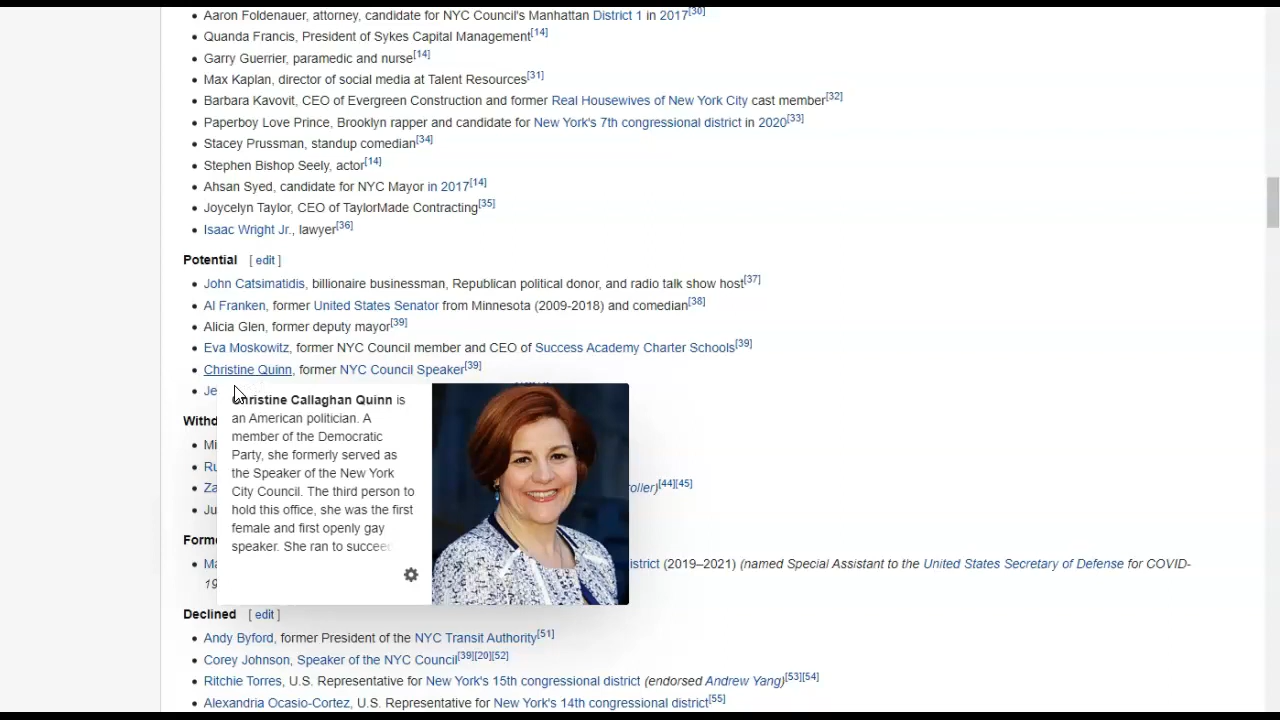 Aaron Foldenauer, attorney, candidate for NYC Council's Manhattan District 1 in 2017[30]
Quanda Francis, President of Sykes Capital Management[14]
Garry Guerrier, paramedic and nurse[14]
Max Kaplan, director of social media at Talent Resources[31]
Barbara Kavovit, CEO of Evergreen Construction and former Real Housewives of New York City cast member[32]
Paperboy Love Prince, Brooklyn rapper and candidate for New York's 7th congressional district in 2020[33]
Stacey Prussman, standup comedian[34]
Stephen Bishop Seely, actor[14]
Ahsan Syed, candidate for NYC Mayor in 2017[14]
Joycelyn Taylor, CEO of TaylorMade Contracting[35]
Isaac Wright Jr., lawyer[36]
Potential [ edit ]
John Catsimatidis, billionaire businessman, Republican political donor, and radio talk show host[37]
Al Franken, former United States Senator from Minnesota (2009-2018) and comedian[38]
Alicia Glen, former deputy mayor[39]
Eva Moskowitz, former NYC Council member and CEO of Success Academy Charter Schools[39]
Christine Quinn, former NYC Council Speaker[39]
Je
Christine Callaghan Quinn is
an American politician. A
member of the Democratic
Party, she formerly served as
the Speaker of the New York
City Council. The third person to
hold this office, she was the first
female and first openly gay
speaker. She ran to succeed
Withd
Mi
Ru
Za
oller)[44][45]
Ju
Forme
Ma
istrict (2019–2021) (named Special Assistant to the United States Secretary of Defense for COVID-
19
Declined [ edit ]
Andy Byford, former President of the NYC Transit Authority[51]
Corey Johnson, Speaker of the NYC Council[39][20][52]
Ritchie Torres, U.S. Representative for New York's 15th congressional district (endorsed Andrew Yang)[53][54]
Alexandria Ocasio-Cortez, U.S. Representative for New York's 14th congressional district[55]